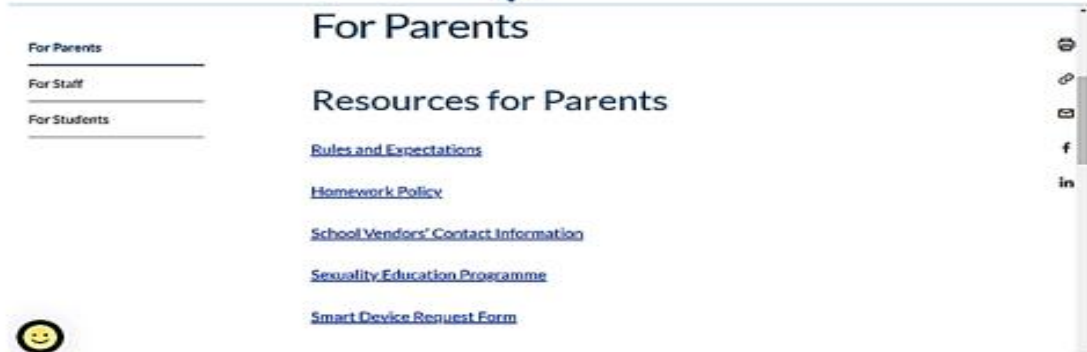 For Parents
For Staff
For Students
For Parents
Resources for Parents
Rules and Expectations
Homework Policy
School Vendors' Contact Information
Sexuality Education Programme
Smart Device Request Form
f
in